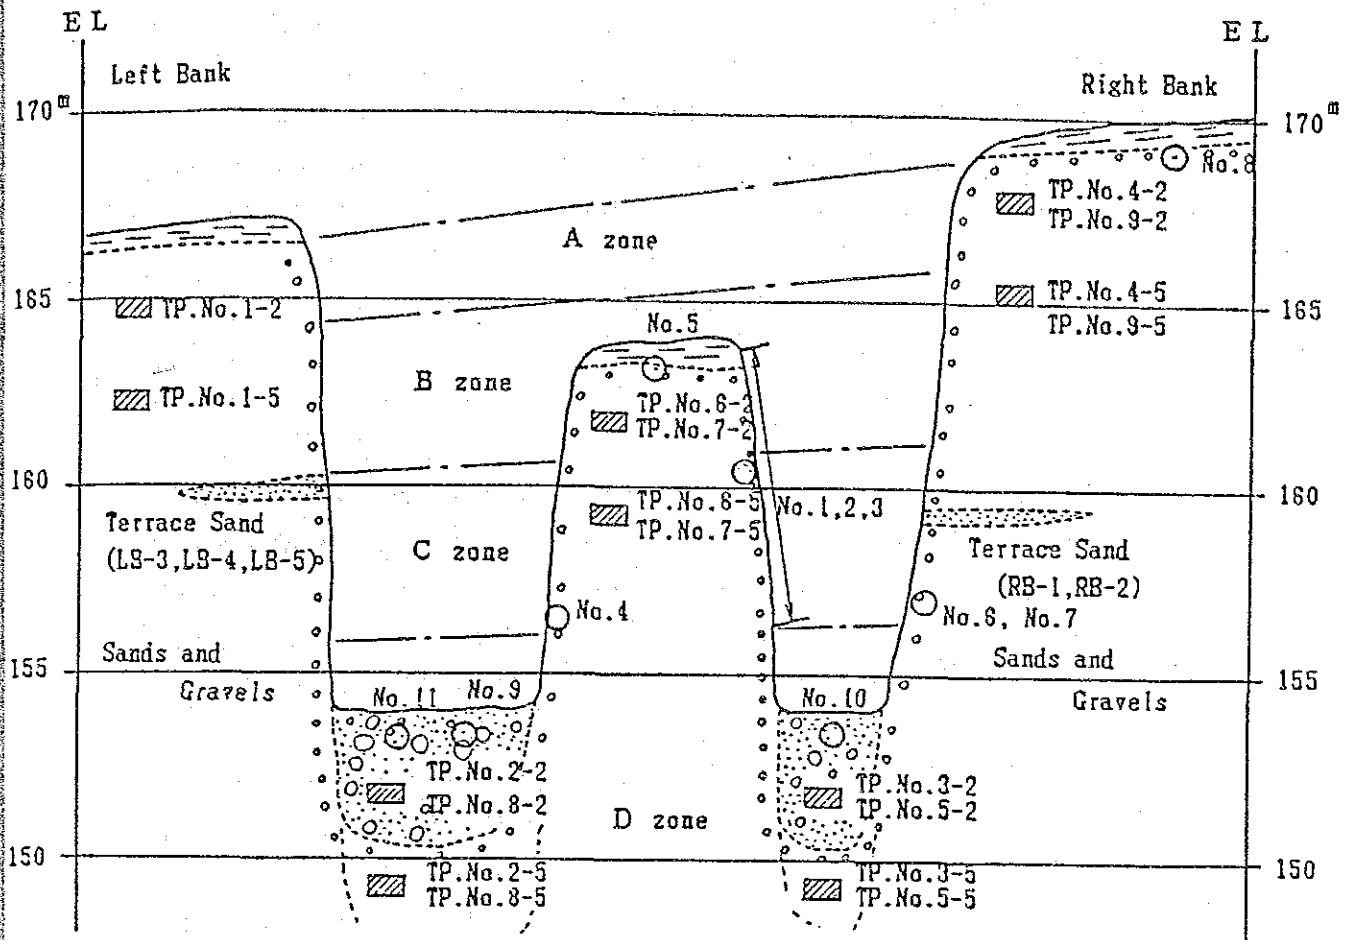 E L
E L
Left Bank
Right Bank
170m
170m
No.8
TP.No.4-2
TP.No.9-2
A zone
165
TP.No.1-2
TP.No.4-5
TP.No.9-5
165
No.5
B zone
TP.No.1-5
TP.No.6-2
TP.No.7-2
160
TP.No.6-5
TP.No.7-5
No.1,2,3
160
Terrace Sand
(LS-3,LS-4,LB-5)
C zone
Terrace Sand
(RB-1,RB-2)
No.4
No.6, No.7
155
Sands and
Gravels
Sands and
Gravels
155
No.11
No.9
No.10
TP.No.2-2
TP.No.8-2
TP.No.3-2
TP.No.5-2
D zone
150
TP.No.2-5
TP.No.8-5
TP.No.3-5
TP.No.5-5
150